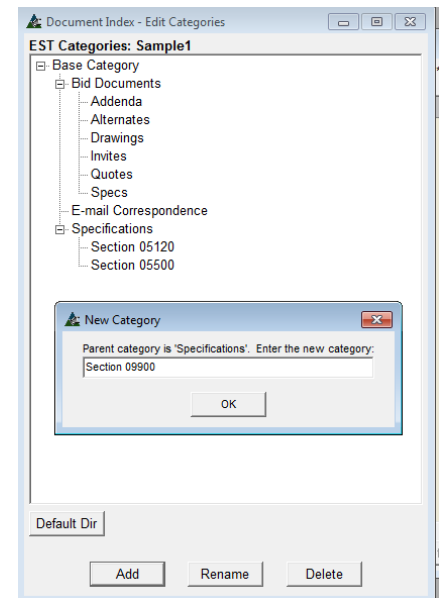 Document Index - Edit Categories
EST Categories: Sample1
Base Category
Bid Documents
Addenda
Alternates
Drawings
Invites
Quotes
Specs
E-mail Correspondence
Specifications
Section 05120
Section 05500
New Category
Parent category is 'Specifications'. Enter the new category:
Section 09900
OK
Default Dir
Add Rename Delete